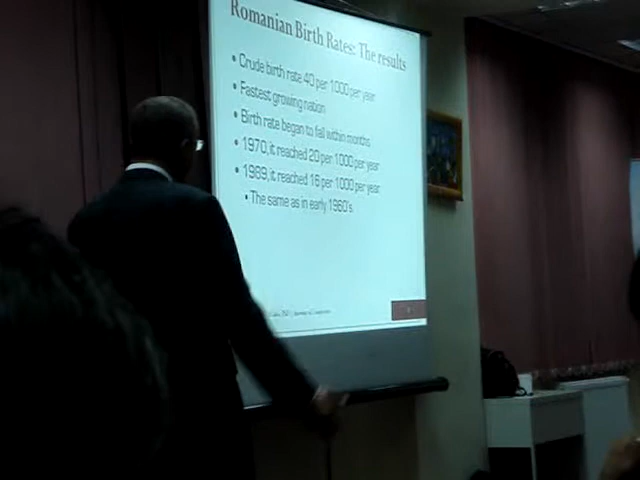 Romanian Birth Rates: The results
• Crude birth rate 40 per 1000 per year
• Fastest growing nation
• Birth rate began to fall within months
• 1970, it reached 20 per 1000 per year
• 1989, it reached 16 per 1000 per year
• The same as in early 1960's